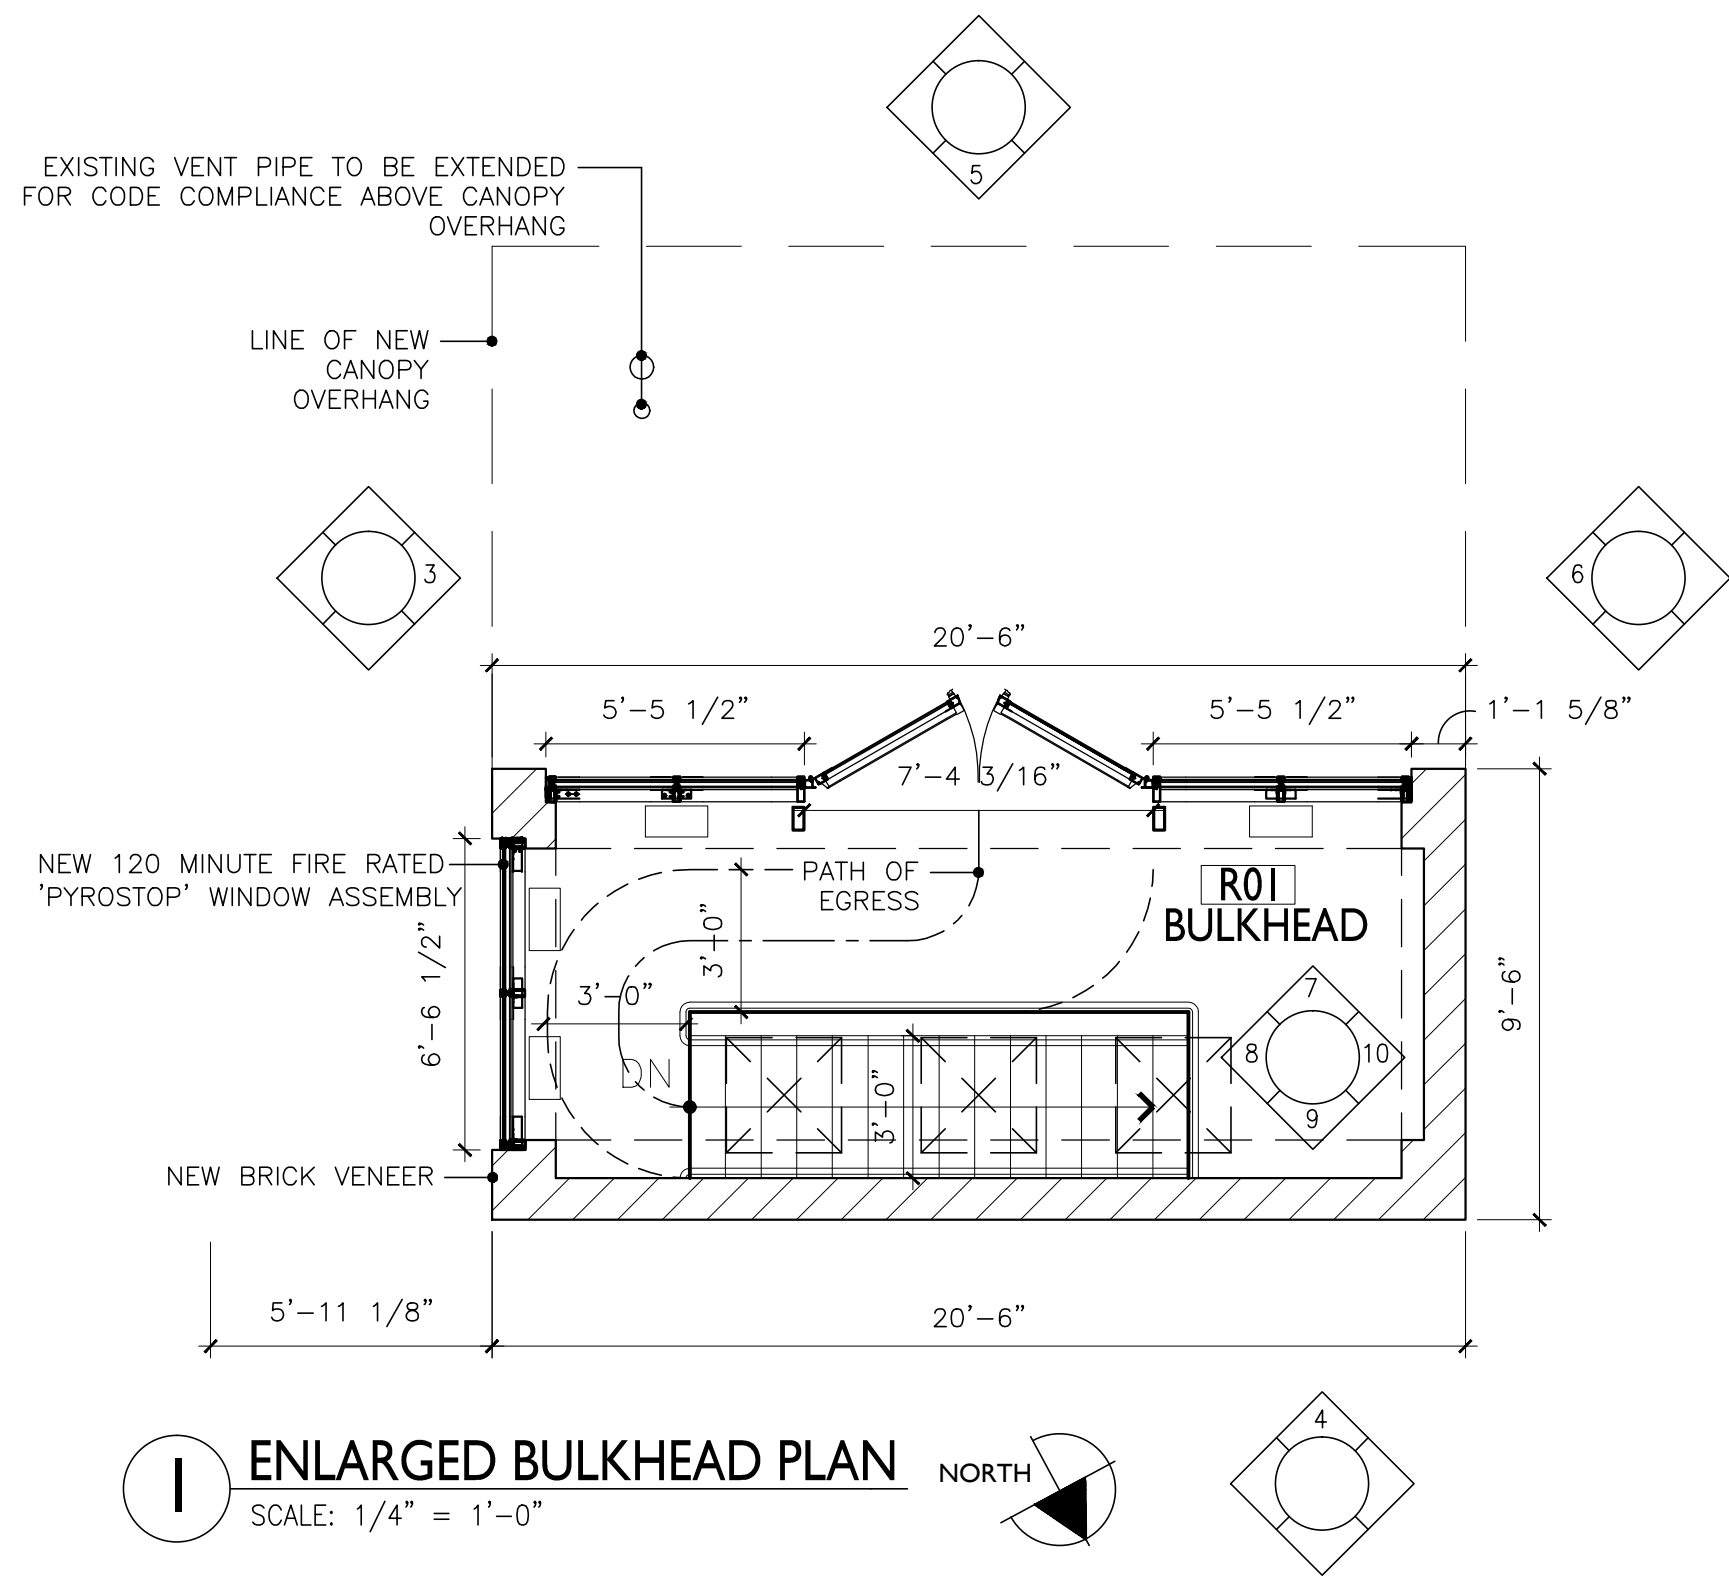 5
EXISTING VENT PIPE TO BE EXTENDED
FOR CODE COMPLIANCE ABOVE CANOPY
OVERHANG
LINE OF NEW
CANOPY
OVERHANG
3
6
20'-6"
5'-5 1/2"
5'-5 1/2"
1'-1 5/8"
7'-4 3/16"
NEW 120 MINUTE FIRE RATED
'PYROSTOP' WINDOW ASSEMBLY
PATH OF
EGRESS
R01
BULKHEAD
3'-0"
3'-0"
6'-6 1/2"
9'-6"
7
8
10
9
DN
3'-0"
NEW BRICK VENEER
5'-11 1/8"
20'-6"
4
1
ENLARGED BULKHEAD PLAN
SCALE: 1/4" = 1'-0"
NORTH